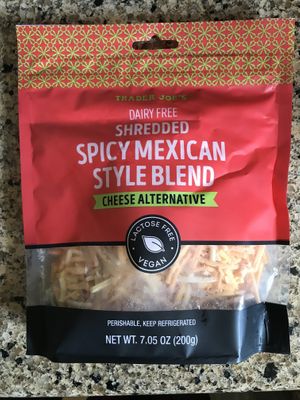 TRADER JOE'S
DAIRY FREE
SHREDDED
SPICY MEXICAN
STYLE BLEND
CHEESE ALTERNATIVE
LACTOSE FREE
VEGAN
PERISHABLE, KEEP REFRIGERATED
NET WT. 7.05 OZ (200g)